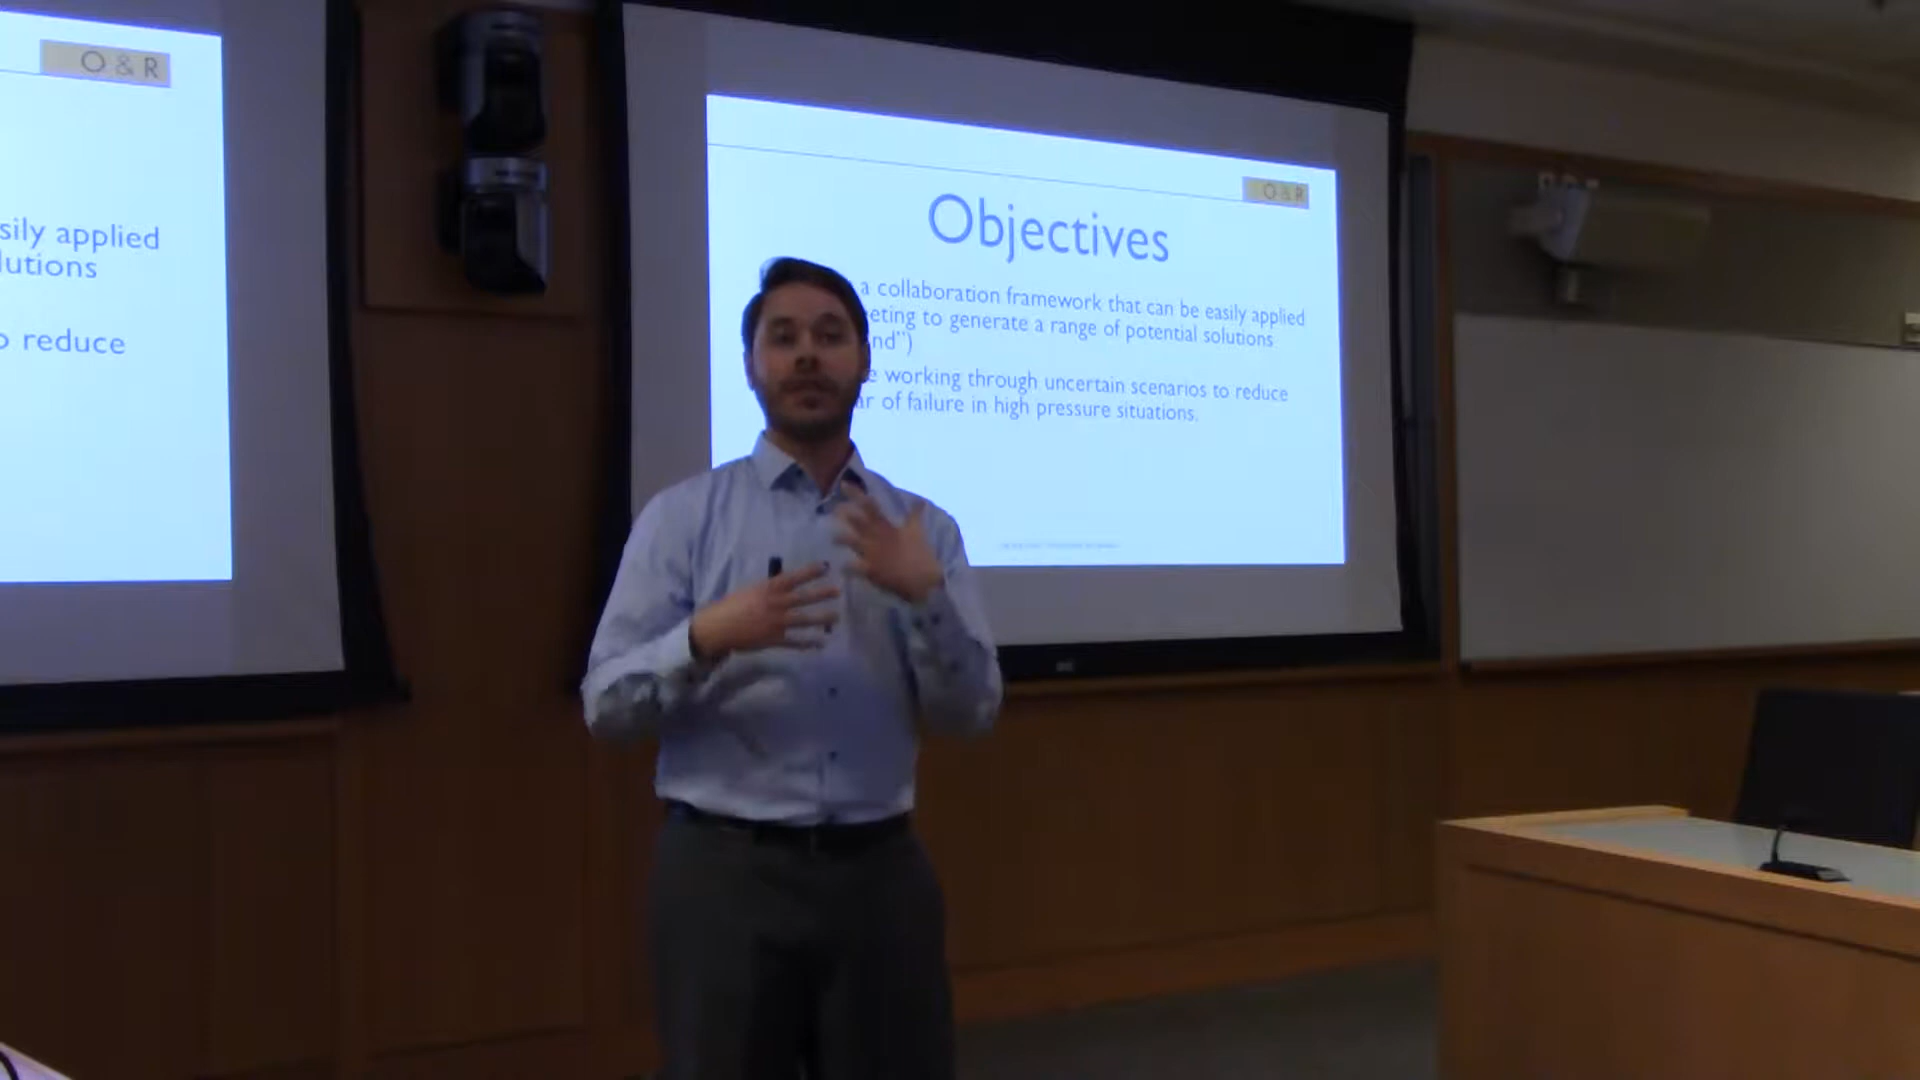 O & R
sily applied
lutions
o reduce
O & R
Objectives
a collaboration framework that can be easily applied
eeting to generate a range of potential solutions
nd")
e working through uncertain scenarios to reduce
ar of failure in high pressure situations.